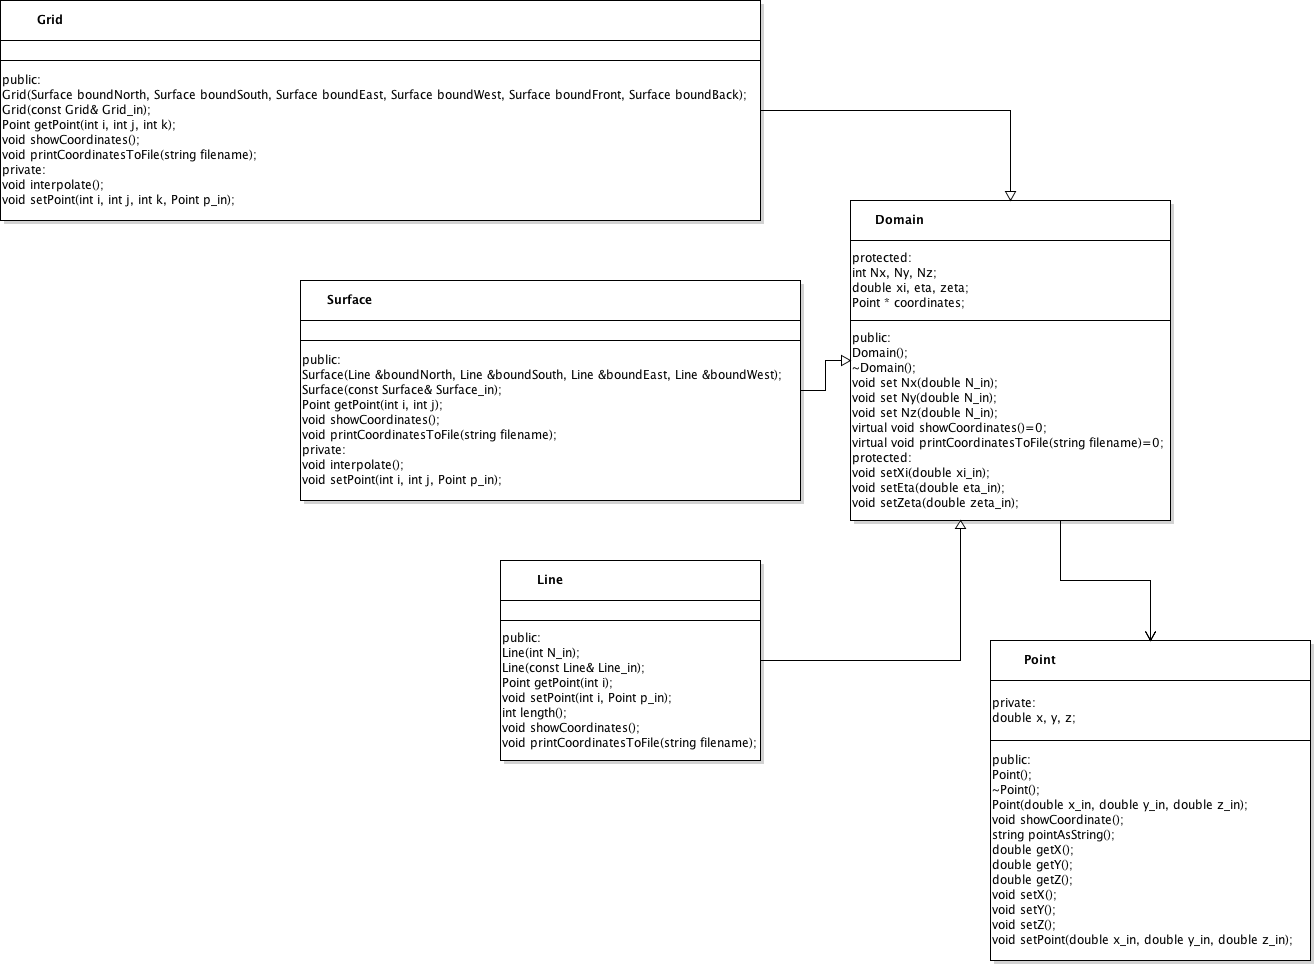 Grid
public:
Grid(Surface boundNorth, Surface boundSouth, Surface boundEast, Surface boundWest, Surface boundFront, Surface boundBack);
Grid(const Grid& Grid_in);
Point getPoint(int i, int j, int k);
void showCoordinates();
void printCoordinatesToFile(string filename);
private:
void interpolate();
void setPoint(int i, int j, int k, Point p_in);
Domain
protected:
int Nx, Ny, Nz;
double xi, eta, zeta;
Point * coordinates;
public:
Domain();
~Domain();
void set Nx(double N_in);
void set Ny(double N_in);
void set Nz(double N_in);
virtual void showCoordinates()=0;
virtual void printCoordinatesToFile(string filename)=0;
protected:
void setXi(double xi_in);
void setEta(double eta_in);
void setZeta(double zeta_in);
Surface
public:
Surface(Line &boundNorth, Line &boundSouth, Line &boundEast, Line &boundWest);
Surface(const Surface& Surface_in);
Point getPoint(int i, int j);
void showCoordinates();
void printCoordinatesToFile(string filename);
private:
void interpolate();
void setPoint(int i, int j, Point p_in);
Line
public:
Line(int N_in);
Line(const Line& Line_in);
Point getPoint(int i);
void setPoint(int i, Point p_in);
int length();
void showCoordinates();
void printCoordinatesToFile(string filename);
Point
private:
double x, y, z;
public:
Point();
~Point();
Point(double x_in, double y_in, double z_in);
void showCoordinate();
string pointAsString();
double getX();
double getY();
double getZ();
void setX();
void setY();
void setZ();
void setPoint(double x_in, double y_in, double z_in);